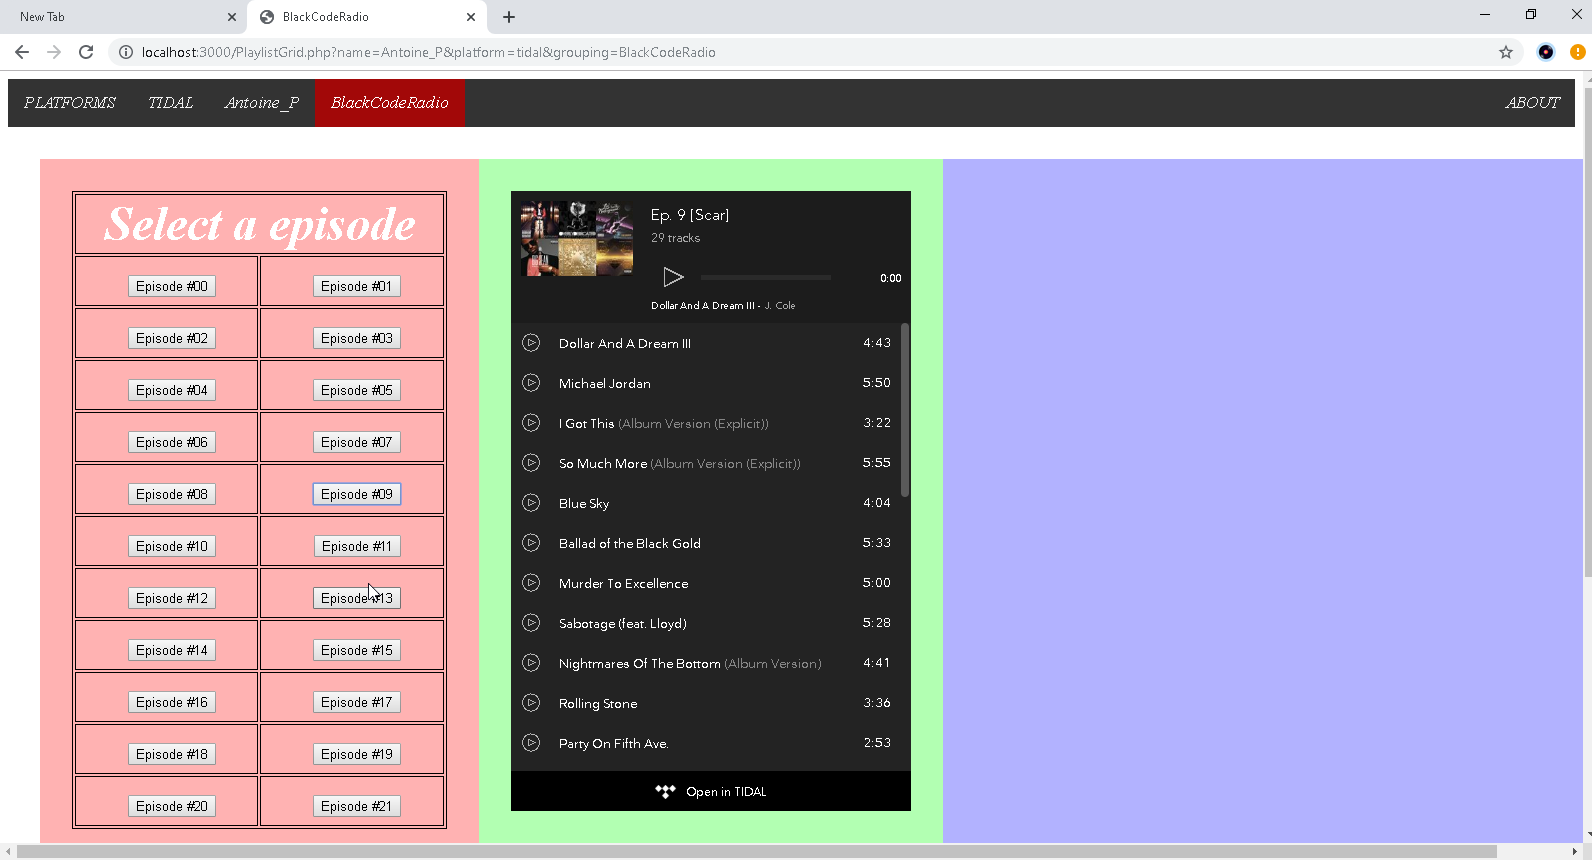 New Tab
BlackCodeRadio
localhost:3000/PlaylistGrid.php?name=Antoine_P&platform=tidal&grouping=BlackCodeRadio
PLATFORMS TIDAL Antoine_P BlackCodeRadio ABOUT
Select a episode
Episode #00 Episode #01
Episode #02 Episode #03
Episode #04 Episode #05
Episode #06 Episode #07
Episode #08 Episode #09
Episode #10 Episode #11
Episode #12 Episode #13
Episode #14 Episode #15
Episode #16 Episode #17
Episode #18 Episode #19
Episode #20 Episode #21
Ep. 9 [Scar]
29 tracks
0:00
Dollar And A Dream III - J. Cole
Dollar And A Dream III 4:43
Michael Jordan 5:50
I Got This (Album Version (Explicit)) 3:22
So Much More (Album Version (Explicit)) 5:55
Blue Sky 4:04
Ballad of the Black Gold 5:33
Murder To Excellence 5:00
Sabotage (feat. Lloyd) 5:28
Nightmares Of The Bottom (Album Version) 4:41
Rolling Stone 3:36
Party On Fifth Ave. 2:53
Open in TIDAL